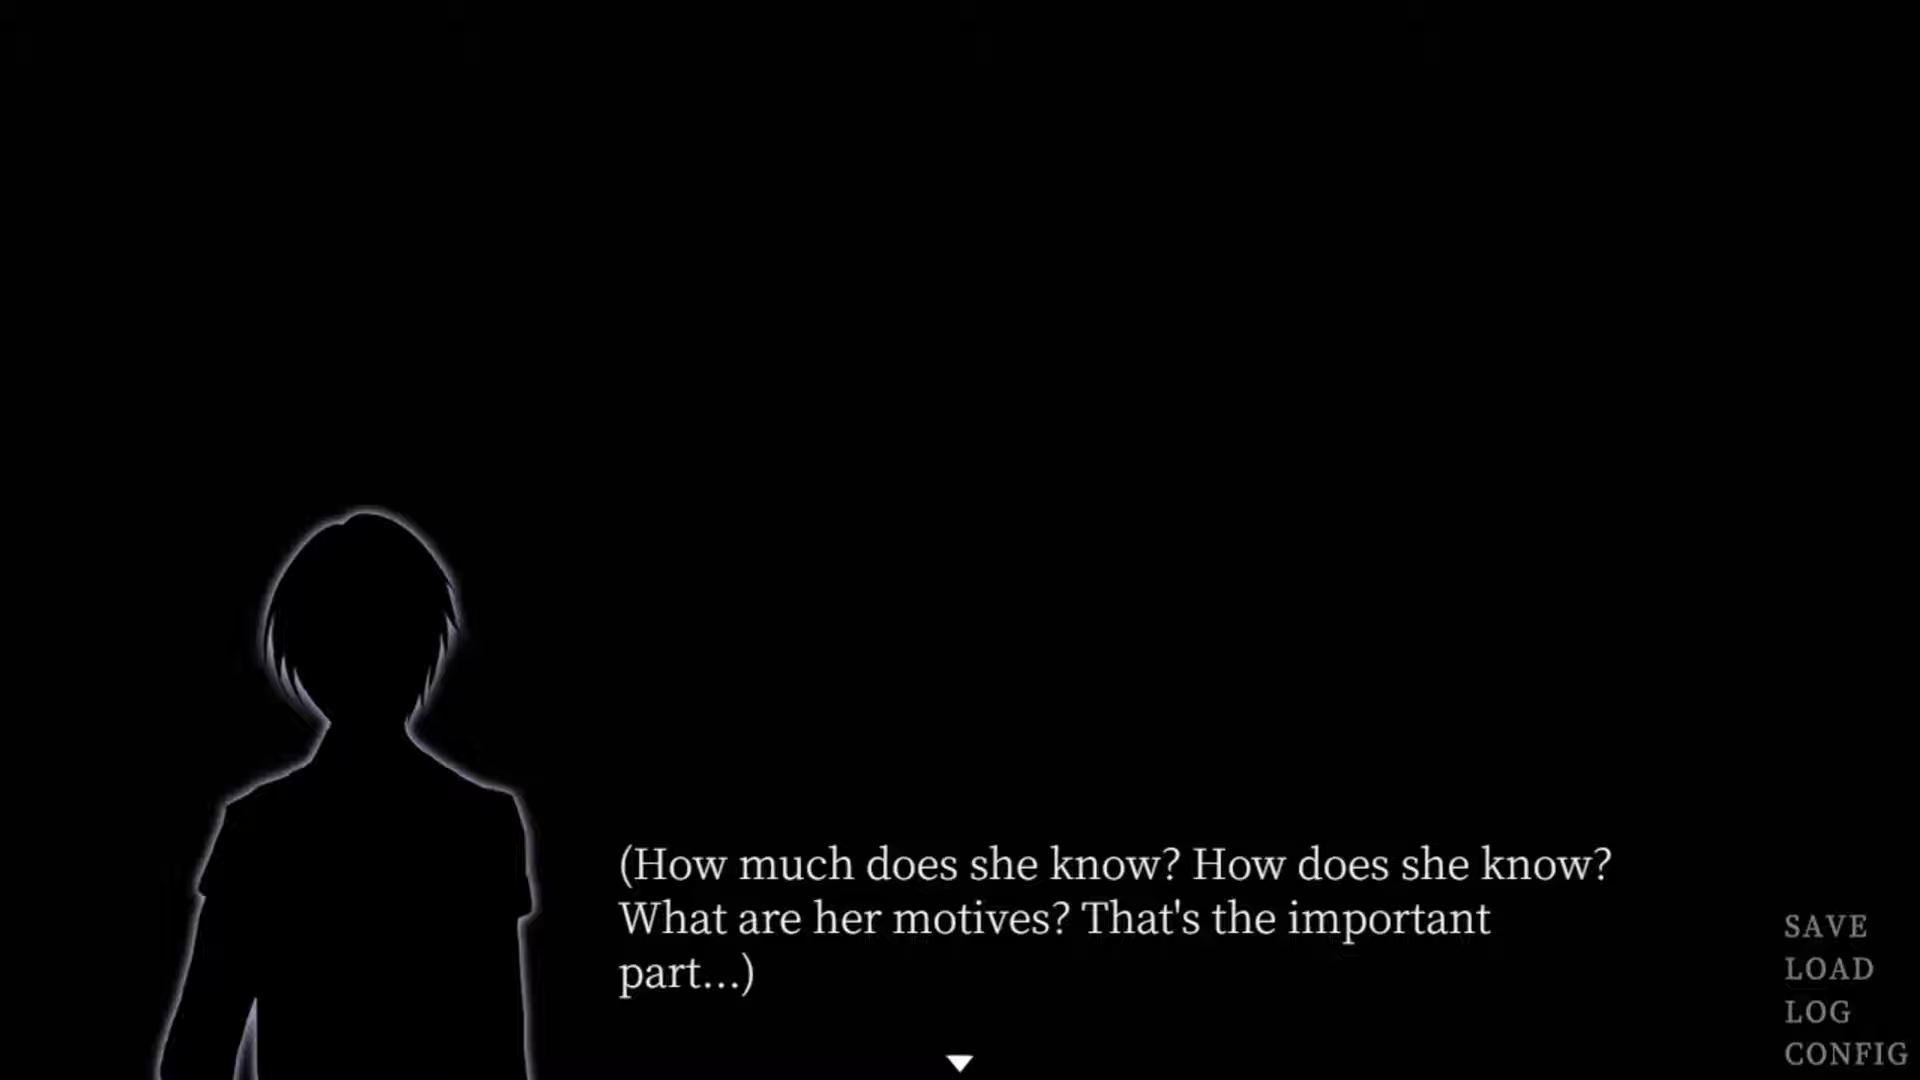 (How much does she know? How does she know?
What are her motives? That's the important
part...)
SAVE
LOAD
LOG
CONFIG